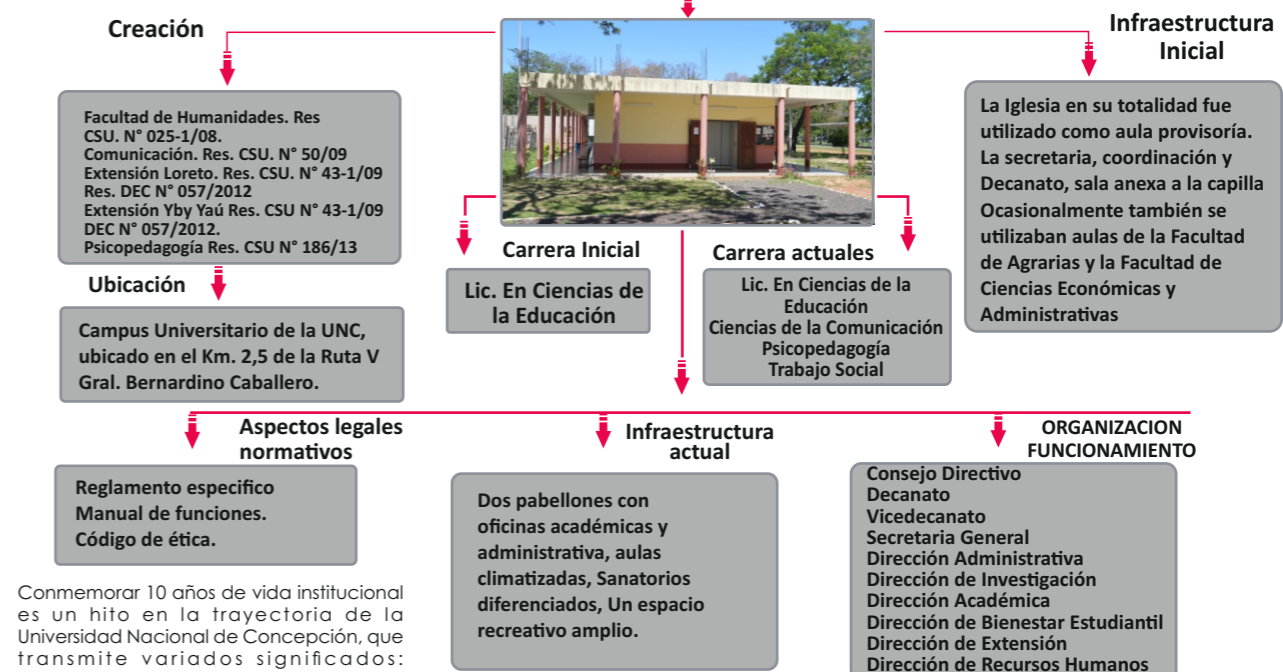 Creación
Facultad de Humanidades. Res
CSU. N° 025-1/08.
Comunicación. Res. CSU. N° 50/09
Extensión Loreto. Res. CSU. N° 43-1/09
Res. DEC N° 057/2012
Extensión Yby Yaú Res. CSU N° 43-1/09
DEC N° 057/2012.
Psicopedagogía Res. CSU N° 186/13
Ubicación
Campus Universitario de la UNC,
ubicado en el Km. 2,5 de la Ruta V
Gral. Bernardino Caballero.
Carrera Inicial
Lic. En Ciencias de
la Educación
Carrera actuales
Lic. En Ciencias de la
Educación
Ciencias de la Comunicación
Psicopedagogía
Trabajo Social
Infraestructura
Inicial
La Iglesia en su totalidad fue
utilizado como aula provisoría.
La secretaria, coordinación y
Decanato, sala anexa a la capilla
Ocasionalmente también se
utilizaban aulas de la Facultad
de Agrarias y la Facultad de
Ciencias Económicas y
Administrativas
Aspectos legales
normativos
Reglamento especifico
Manual de funciones.
Código de ética.
Infraestructura
actual
Dos pabellones con
oficinas académicas y
administrativa, aulas
climatizadas, Sanatorios
diferenciados, Un espacio
recreativo amplio.
ORGANIZACION
FUNCIONAMIENTO
Consejo Directivo
Decanato
Vicedecanato
Secretaria General
Dirección Administrativa
Dirección de Investigación
Dirección Académica
Dirección de Bienestar Estudiantil
Dirección de Extensión
Dirección de Recursos Humanos
Conmemorar 10 años de vida institucional
es un hito en la trayectoria de la
Universidad Nacional de Concepción, que
transmite variados significados: